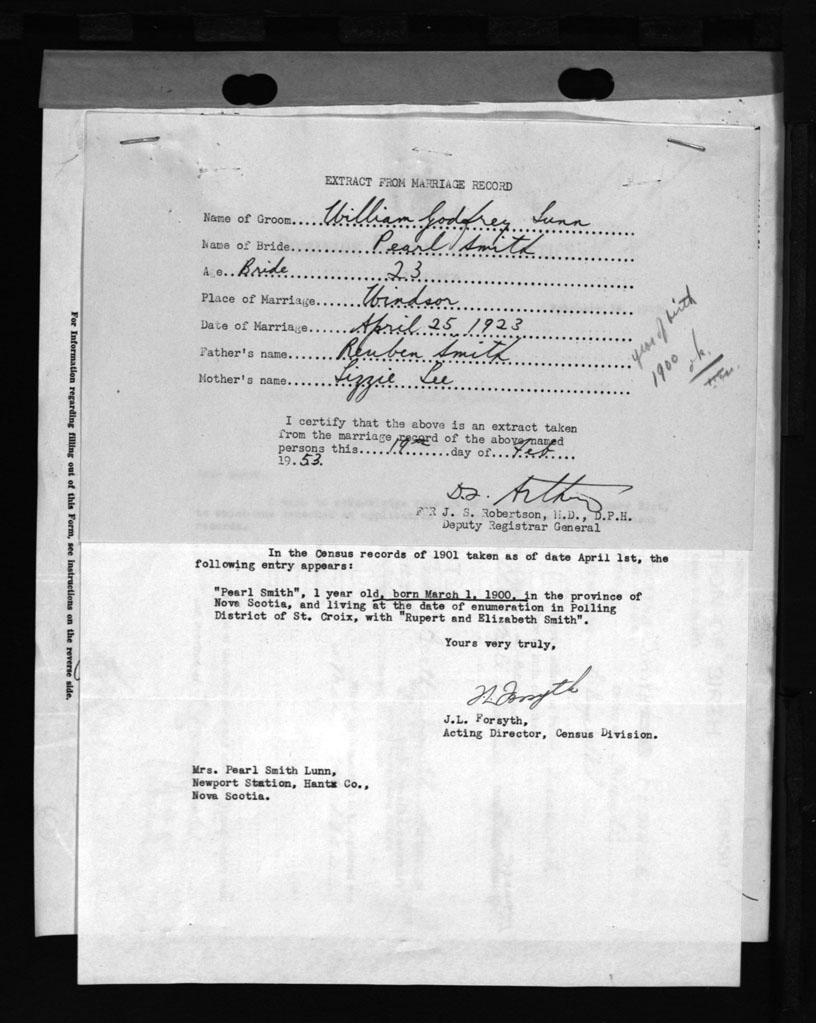 EXTRACT FROM MARRIAGE RECORD
Name of Groom....William Godfrey Lunn
Name of Bride.....Pearl Smith
Age..Bride............23
Place of Marriage.....Windsor
Date of Marriage....April 25, 1923
Father's name.....Reuben Smith
Mother's name.....Lizzie Lee
year of birth
1900 ok.
I certify that the above is an extract taken
from the marriage record of the above named
persons this.....19th.....day of..Feb....
19.53.
Arthur
FOR J. S. Robertson, M.D., D.P.H.
Deputy Registrar General
In the Census records of 1901 taken as of date April 1st, the
following entry appears:
"Pearl Smith", 1 year old, born March 1, 1900, in the province of
Nova Scotia, and living at the date of enumeration in Polling
District of St. Croix, with "Rupert and Elizabeth Smith".
Yours very truly,
J L Forsyth
J.L. Forsyth,
Acting Director, Census Division.
Mrs. Pearl Smith Lunn,
Newport Station, Hants Co.,
Nova Scotia.
For Information regarding filling out of this Form, see instructions on the reverse side.